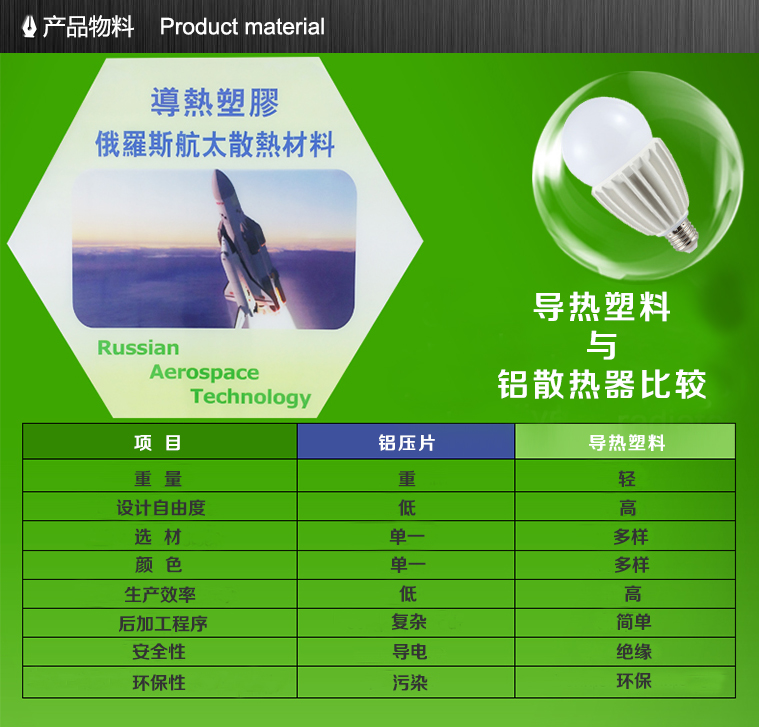 产品物料 Product material
導熱塑膠
俄羅斯航太散熱材料
Russian
Aerospace
Technology
导热塑料
与
铝散热器比较
项 目 铝压片 导热塑料
重 量 重 轻
设计自由度 低 高
选 材 单一 多样
颜 色 单一 多样
生产效率 低 高
后加工程序 复杂 简单
安全性 导电 绝缘
环保性 污染 环保